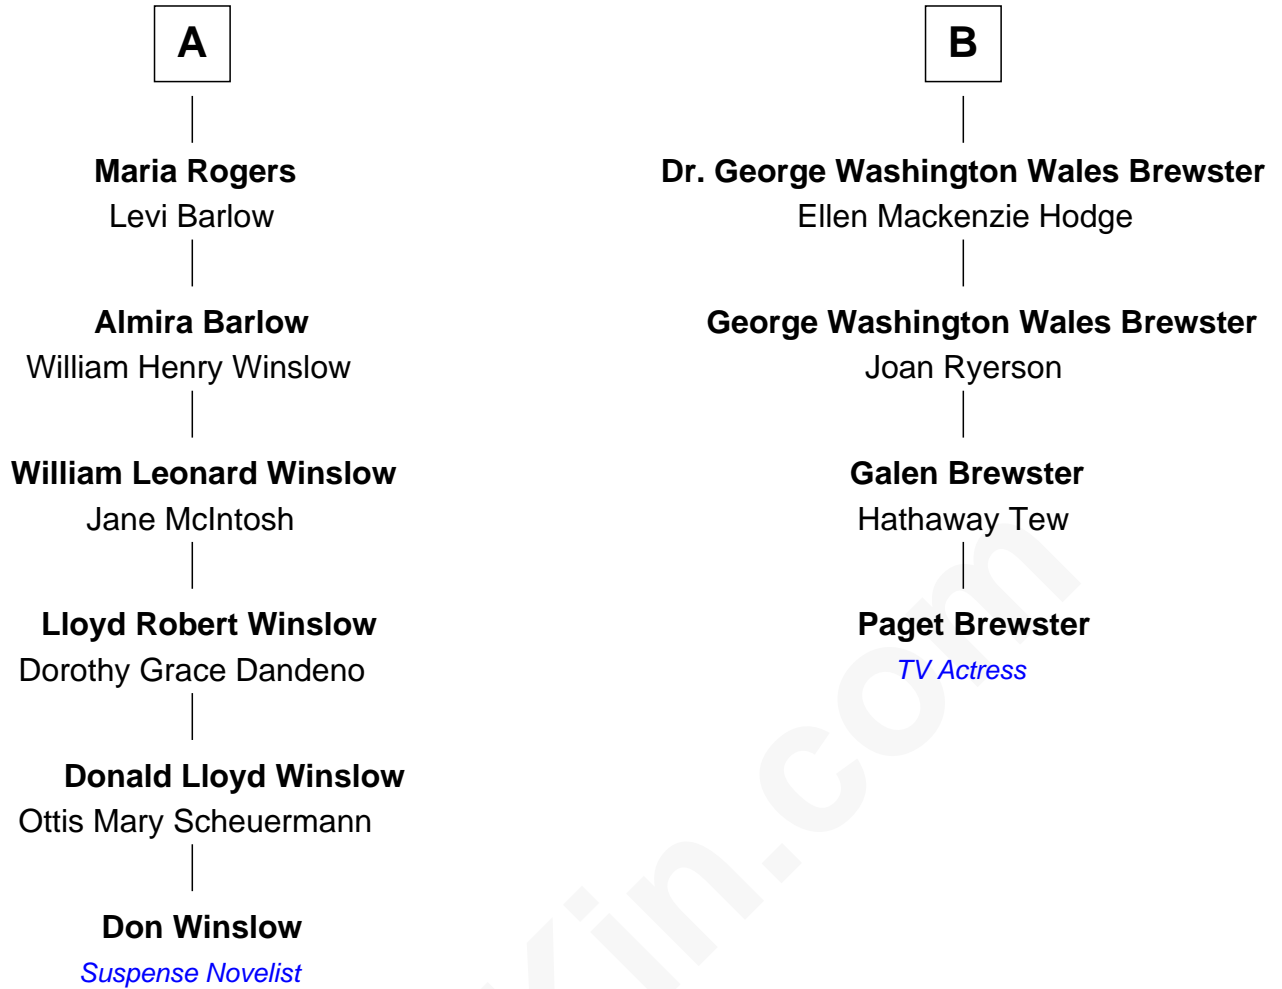 A
Maria Rogers
Levi Barlow
Almira Barlow
William Henry Winslow
William Leonard Winslow
Jane McIntosh
Lloyd Robert Winslow
Dorothy Grace Dandeno
Donald Lloyd Winslow
Ottis Mary Scheuermann
Don Winslow
Suspense Novelist
B
Dr. George Washington Wales Brewster
Ellen Mackenzie Hodge
George Washington Wales Brewster
Joan Ryerson
Galen Brewster
Hathaway Tew
Paget Brewster
TV Actress
Kin.com